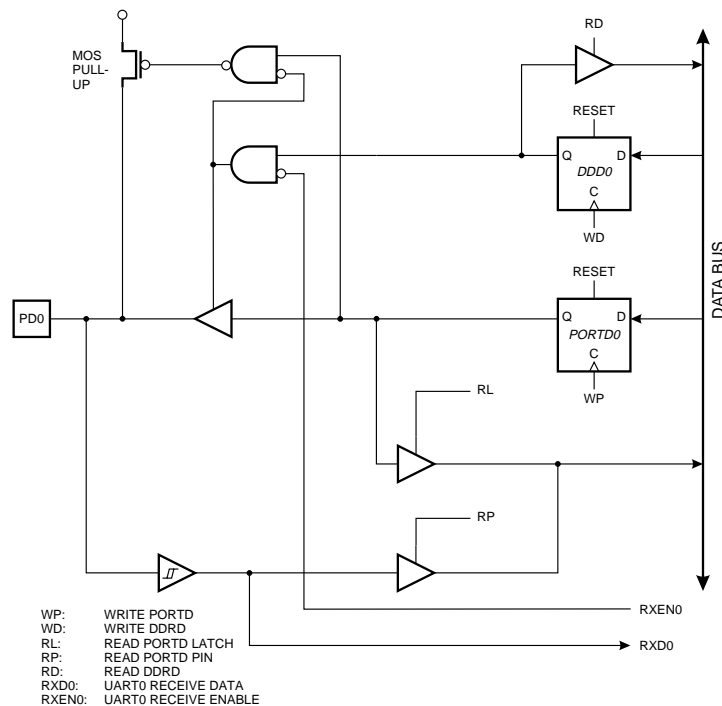 RD
MOS
PULL-
UP
RESET
Q D
DDD0
C
WD
DATA BUS
RESET
PD0
Q D
PORTD0
C
WP
RL
RP
RXEN0
WP: WRITE PORTD
WD: WRITE DDRD
RL: READ PORTD LATCH
RP: READ PORTD PIN
RD: READ DDRD
RXD0: UART0 RECEIVE DATA
RXEN0: UART0 RECEIVE ENABLE
RXD0